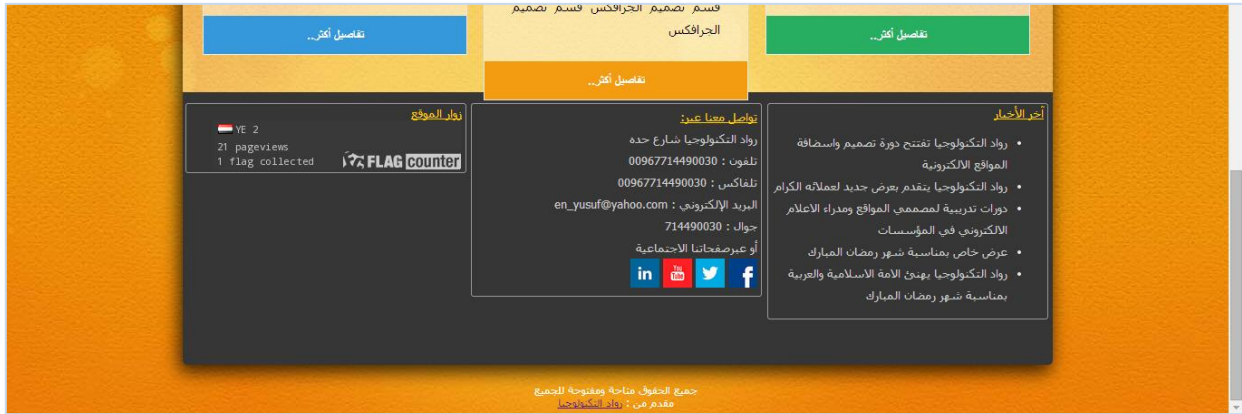 قسم تصميم الجرافكس قسم تصميم
الجرافكس
تفاصيل أكثر..
تفاصيل أكثر..
تفاصيل أكثر..
آخر الأخبار
رواد التكنولوجيا تفتتح دورة تصميم واسضافة
المواقع الالكترونية
رواد التكنولوجيا يتقدم بعرض جديد لعملائه الكرام
دورات تدريبية لمصممي المواقع ومدراء الاعلام
الالكتروني في المؤسسات
عرض خاص بمناسبة شهر رمضان المبارك
رواد التكنولوجيا يهنئ الامة الاسلامية والعربية
بمناسبة شهر رمضان المبارك
تواصل معنا عبر:
رواد التكنولوجيا شارع حده
تلفون : 00967714490030
تلفاكس : 00967714490030
البريد الإلكتروني : en_yusuf@yahoo.com
جوال : 714490030
أو عبرصفحاتنا الاجتماعية
in You Tube f
زوار الموقع
YE 2
21 pageviews
1 flag collected
FLAG counter
جميع الحقوق متاحة ومفتوحة للجميع
مقدم من : رواد التكنولوجيا